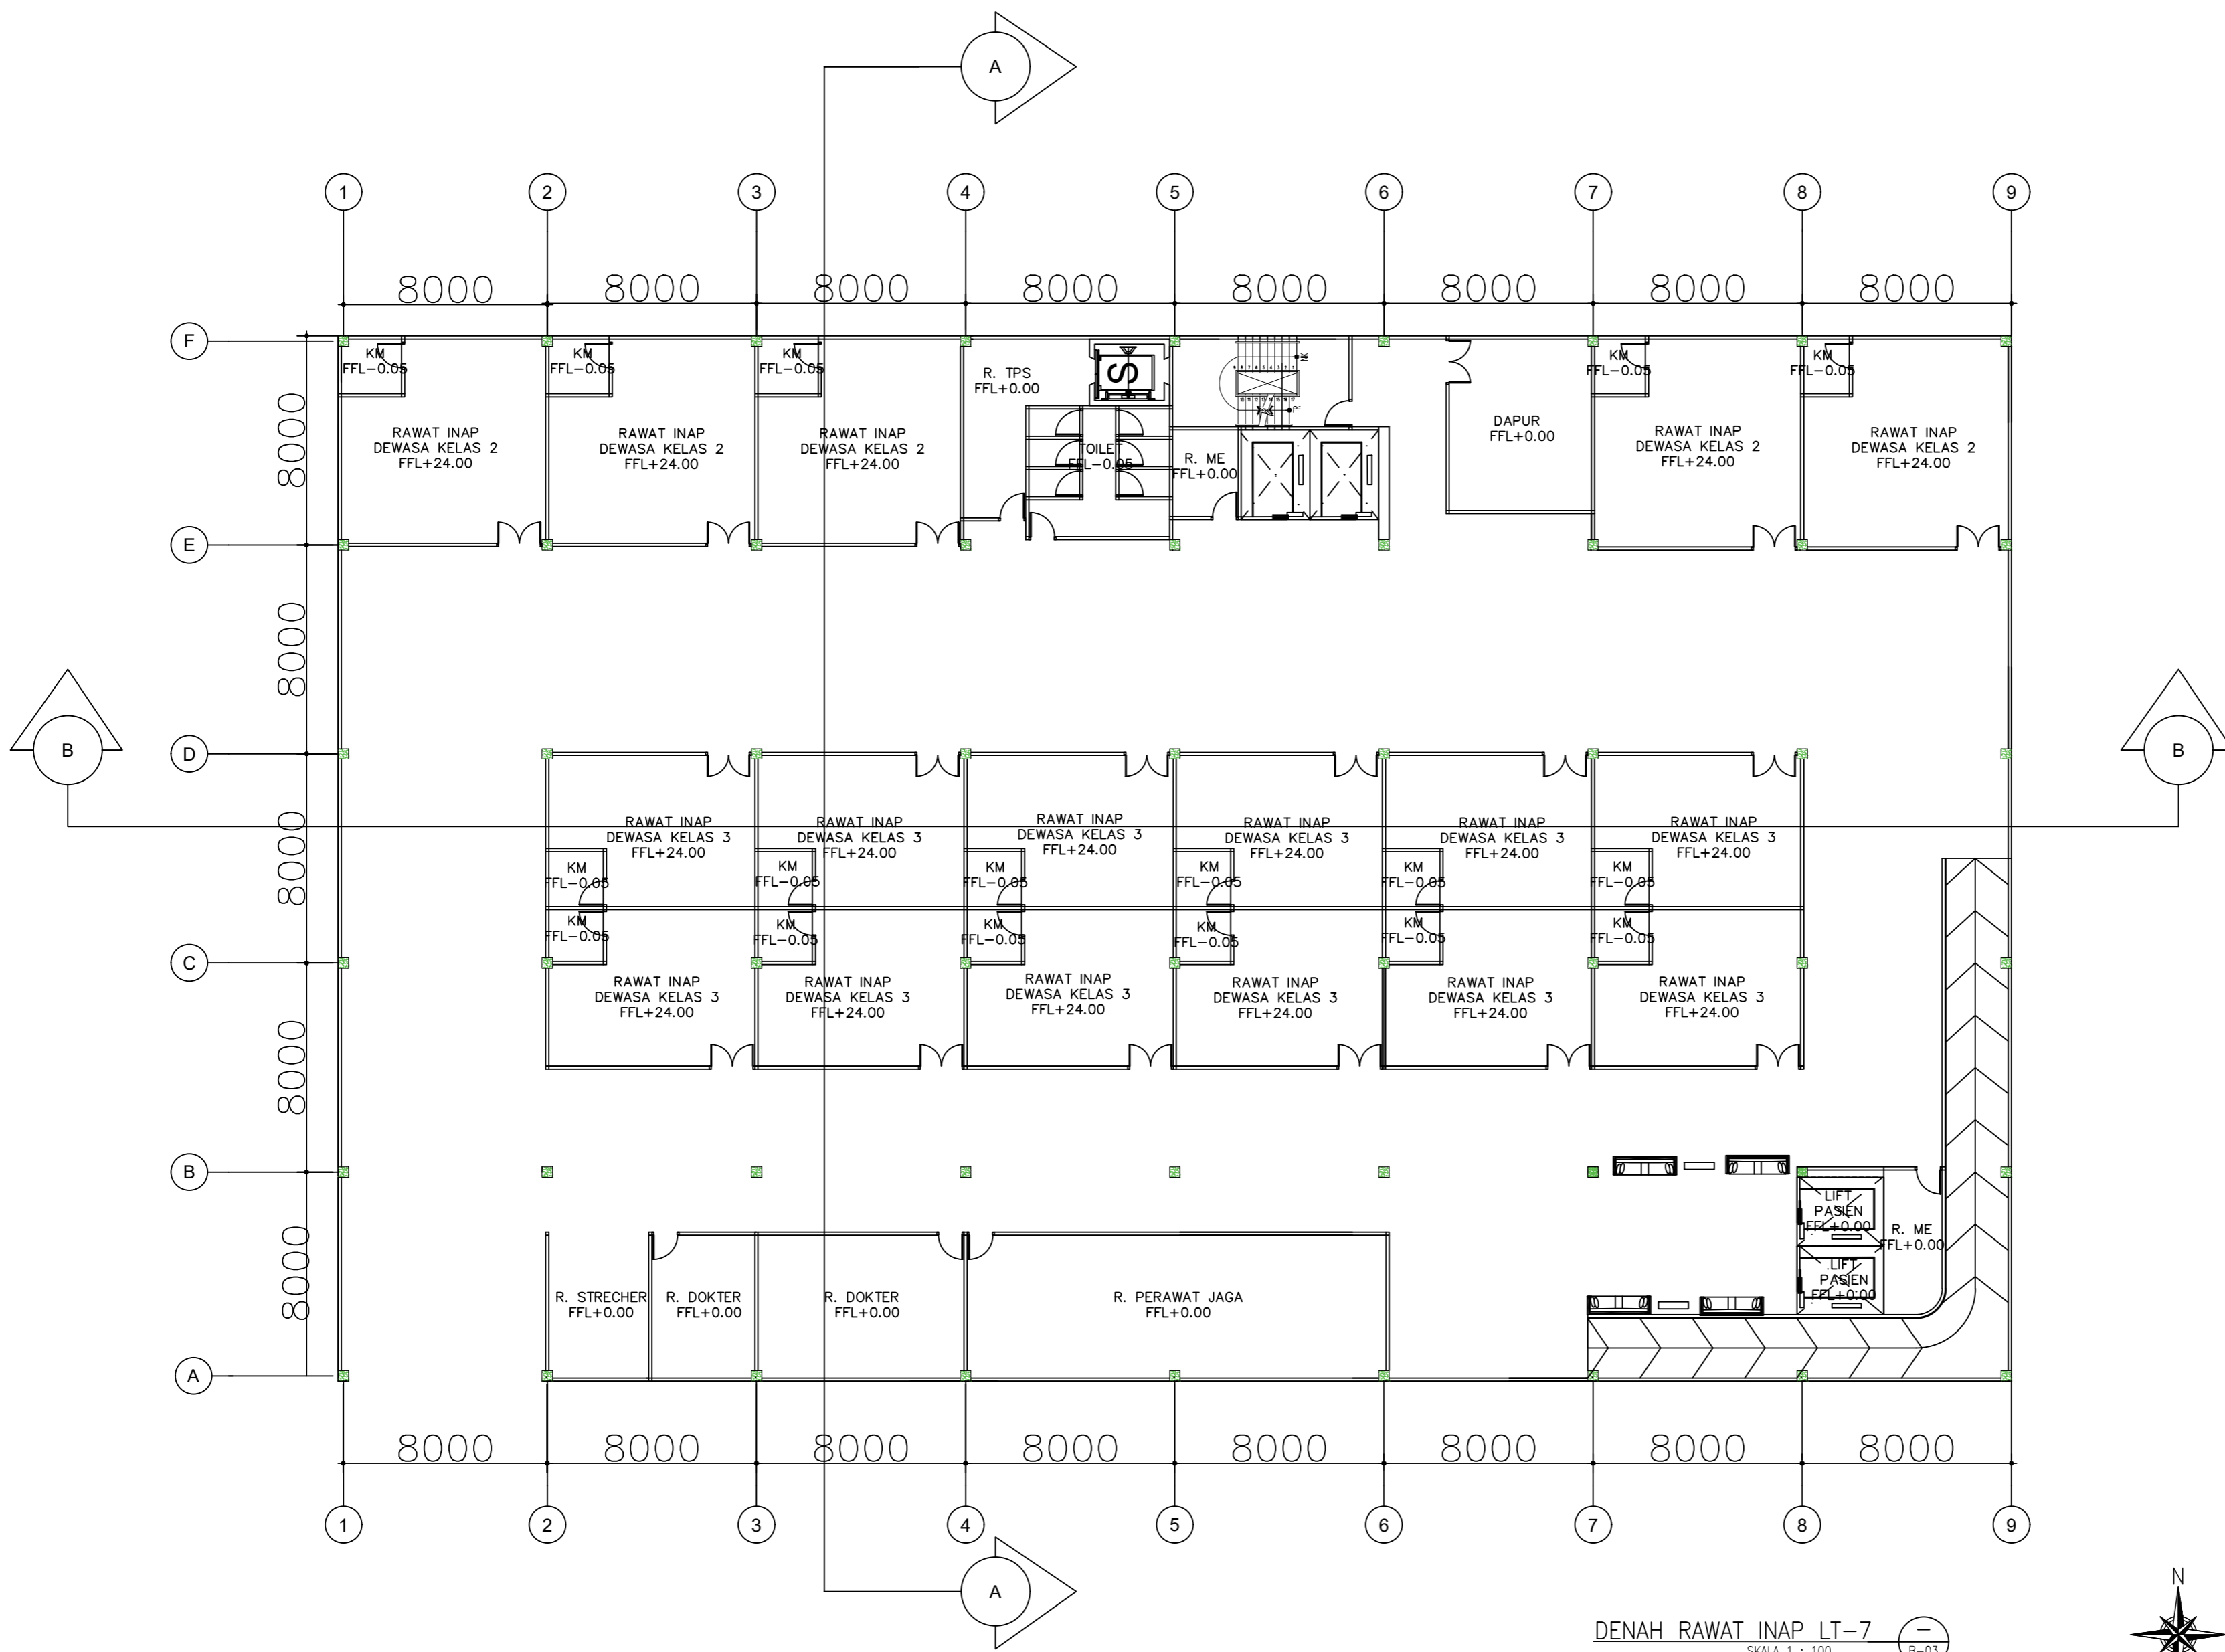 A
1 2 3 4 5 6 7 8 9
8000 8000 8000 8000 8000 8000 8000 8000
F
KM
FFL-0.05
KM
FFL-0.05
KM
FFL-0.05
R. TPS
FFL+0.00
S
NK
TR
KM
FFL-0.05
KM
FFL-0.05
8000
RAWAT INAP
DEWASA KELAS 2
FFL+24.00
RAWAT INAP
DEWASA KELAS 2
FFL+24.00
RAWAT INAP
DEWASA KELAS 2
FFL+24.00
TOILET
FFL-0.05
R. ME
FFL+0.00
DAPUR
FFL+0.00
RAWAT INAP
DEWASA KELAS 2
FFL+24.00
RAWAT INAP
DEWASA KELAS 2
FFL+24.00
E
8000
B
D
B
8000
RAWAT INAP
DEWASA KELAS 3
FFL+24.00
RAWAT INAP
DEWASA KELAS 3
FFL+24.00
RAWAT INAP
DEWASA KELAS 3
FFL+24.00
RAWAT INAP
DEWASA KELAS 3
FFL+24.00
RAWAT INAP
DEWASA KELAS 3
FFL+24.00
RAWAT INAP
DEWASA KELAS 3
FFL+24.00
KM
FFL-0.05
KM
FFL-0.05
KM
FFL-0.05
KM
FFL-0.05
KM
FFL-0.05
KM
FFL-0.05
KM
FFL-0.05
KM
FFL-0.05
KM
FFL-0.05
KM
FFL-0.05
KM
FFL-0.05
KM
FFL-0.05
C
RAWAT INAP
DEWASA KELAS 3
FFL+24.00
RAWAT INAP
DEWASA KELAS 3
FFL+24.00
RAWAT INAP
DEWASA KELAS 3
FFL+24.00
RAWAT INAP
DEWASA KELAS 3
FFL+24.00
RAWAT INAP
DEWASA KELAS 3
FFL+24.00
RAWAT INAP
DEWASA KELAS 3
FFL+24.00
8000
B
LIFT
PASIEN
FFL+0.00
R. ME
FFL+0.00
LIFT
PASIEN
FFL+0.00
8000
R. STRECHER
FFL+0.00
R. DOKTER
FFL+0.00
R. DOKTER
FFL+0.00
R. PERAWAT JAGA
FFL+0.00
A
8000 8000 8000 8000 8000 8000 8000 8000
1 2 3 4 5 6 7 8 9
A
N
DENAH RAWAT INAP LT-7
SKALA 1 : 100
B-03